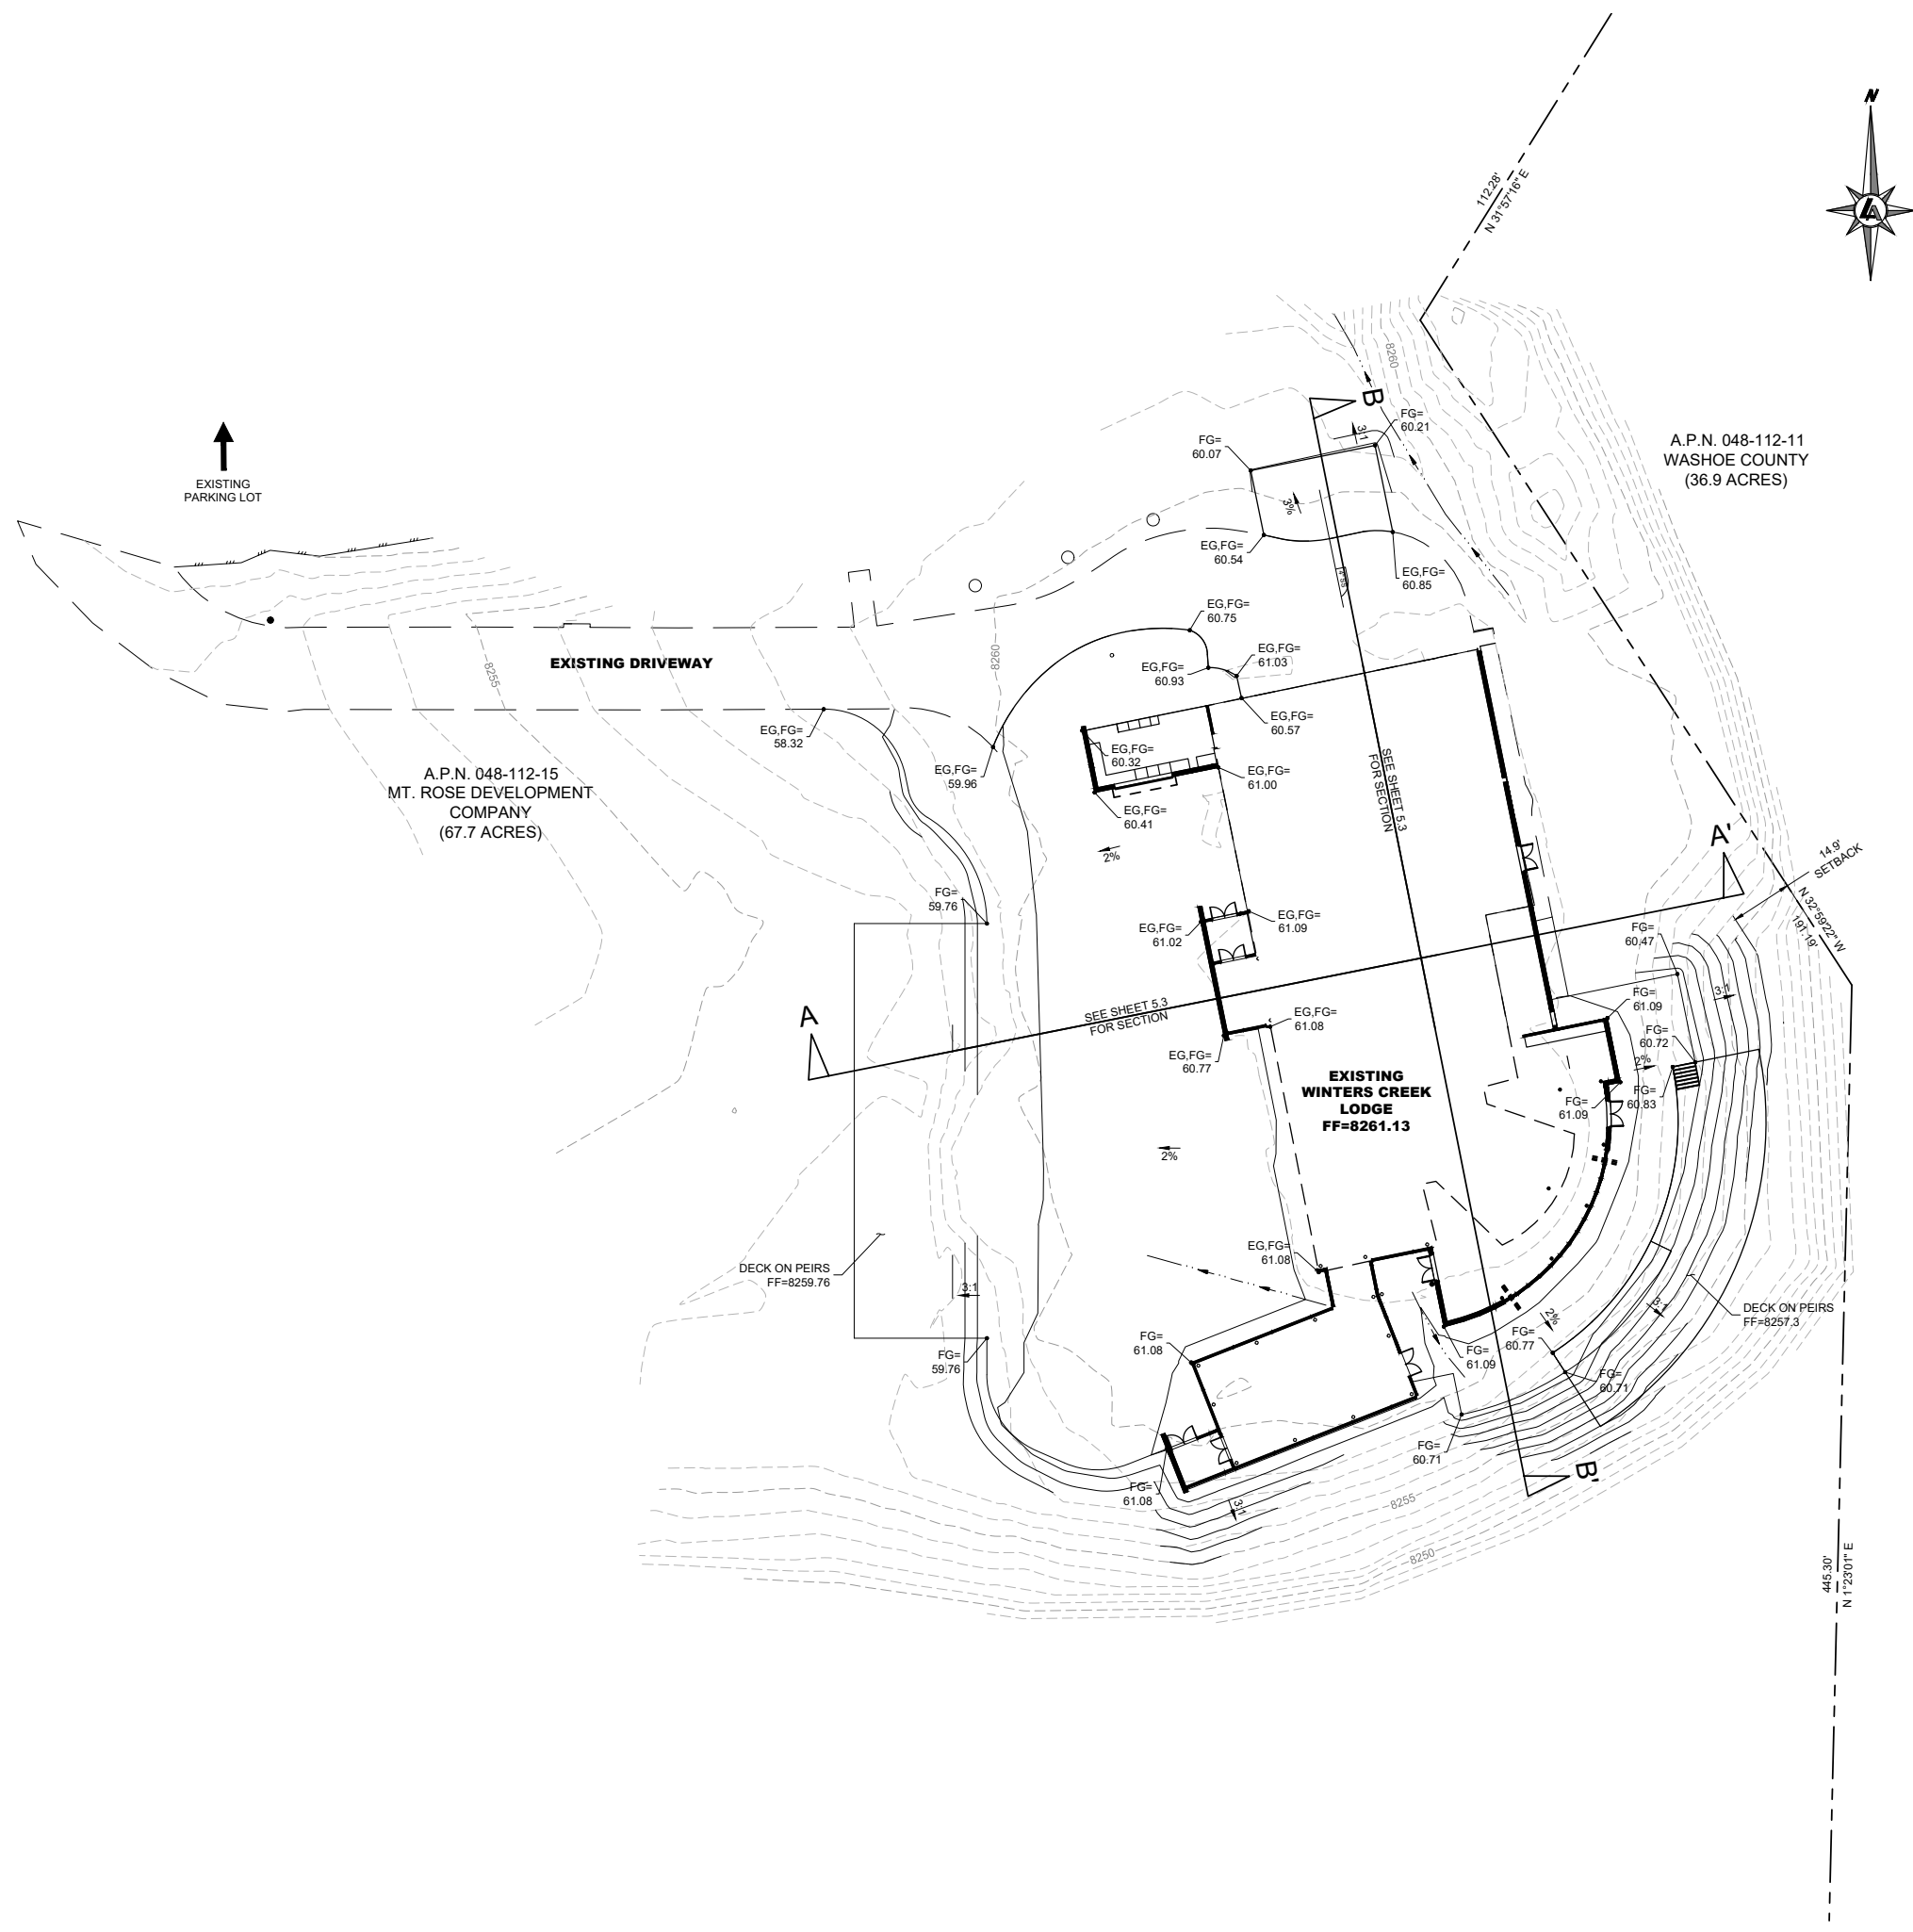 N
112.28'
N 31°57'16" E
8260
B
FG=
60.21
3:1
FG=
60.07
A.P.N. 048-112-11
WASHOE COUNTY
(36.9 ACRES)
EXISTING
PARKING LOT
3%
EG,FG=
60.54
EG,FG=
60.85
EG,FG=
60.75
EG,FG=
61.03
EG,FG=
60.93
8260
8255
EXISTING DRIVEWAY
EG,FG=
58.32
EG,FG=
60.57
EG,FG=
60.32
EG,FG=
59.96
EG,FG=
61.00
EG,FG=
60.41
2%
SEE SHEET 5.3
FOR SECTION
A.P.N. 048-112-15
MT. ROSE DEVELOPMENT
COMPANY
(67.7 ACRES)
A'
14.9'
SETBACK
N 32°59'22" W
191.19'
FG=
59.76
EG,FG=
61.02
EG,FG=
61.09
FG=
60.47
3:1
A
SEE SHEET 5.3
FOR SECTION
EG,FG=
61.08
EG,FG=
60.77
FG=
61.09
FG=
60.72
2%
FG=
61.09
FG=
60.83
EXISTING
WINTERS CREEK
LODGE
FF=8261.13
2%
EG,FG=
61.08
DECK ON PEIRS
FF=8259.76
3:1
3:1
DECK ON PEIRS
FF=8257.3
2%
FG=
60.77
FG=
61.08
FG=
59.76
FG=
61.09
FG=
60.71
FG=
60.71
FG=
61.08
3:1
B'
8255
8250
445.30'
N 1°23'01" E